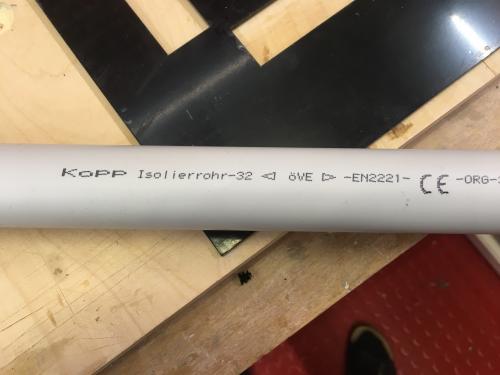 KOPP Isolierrohr-32 ◁ öVE ▷ -EN2221- CE -ORG-